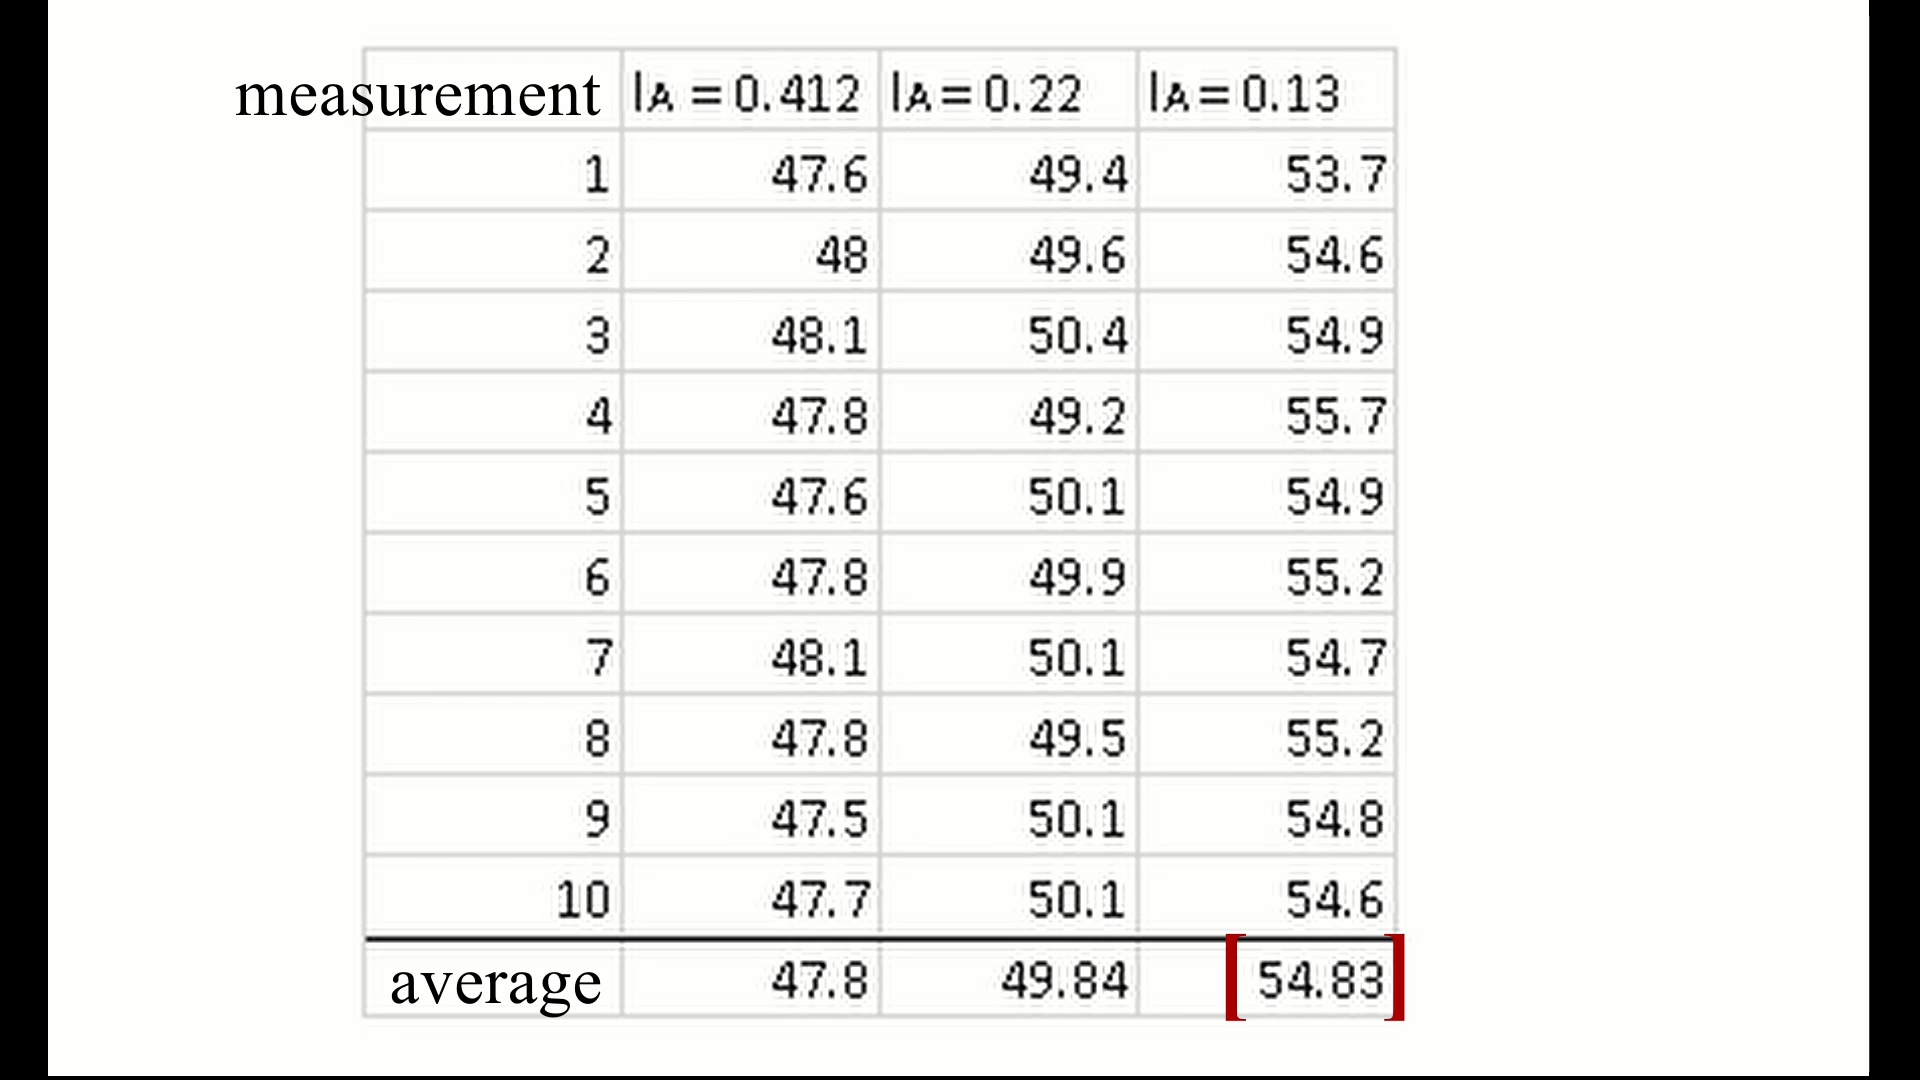 measurement lA = 0.412 lA = 0.22 lA = 0.13
1 47.6 49.4 53.7
2 48 49.6 54.6
3 48.1 50.4 54.9
4 47.8 49.2 55.7
5 47.6 50.1 54.9
6 47.8 49.9 55.2
7 48.1 50.1 54.7
8 47.8 49.5 55.2
9 47.5 50.1 54.8
10 47.7 50.1 54.6
average 47.8 49.84 [54.83]